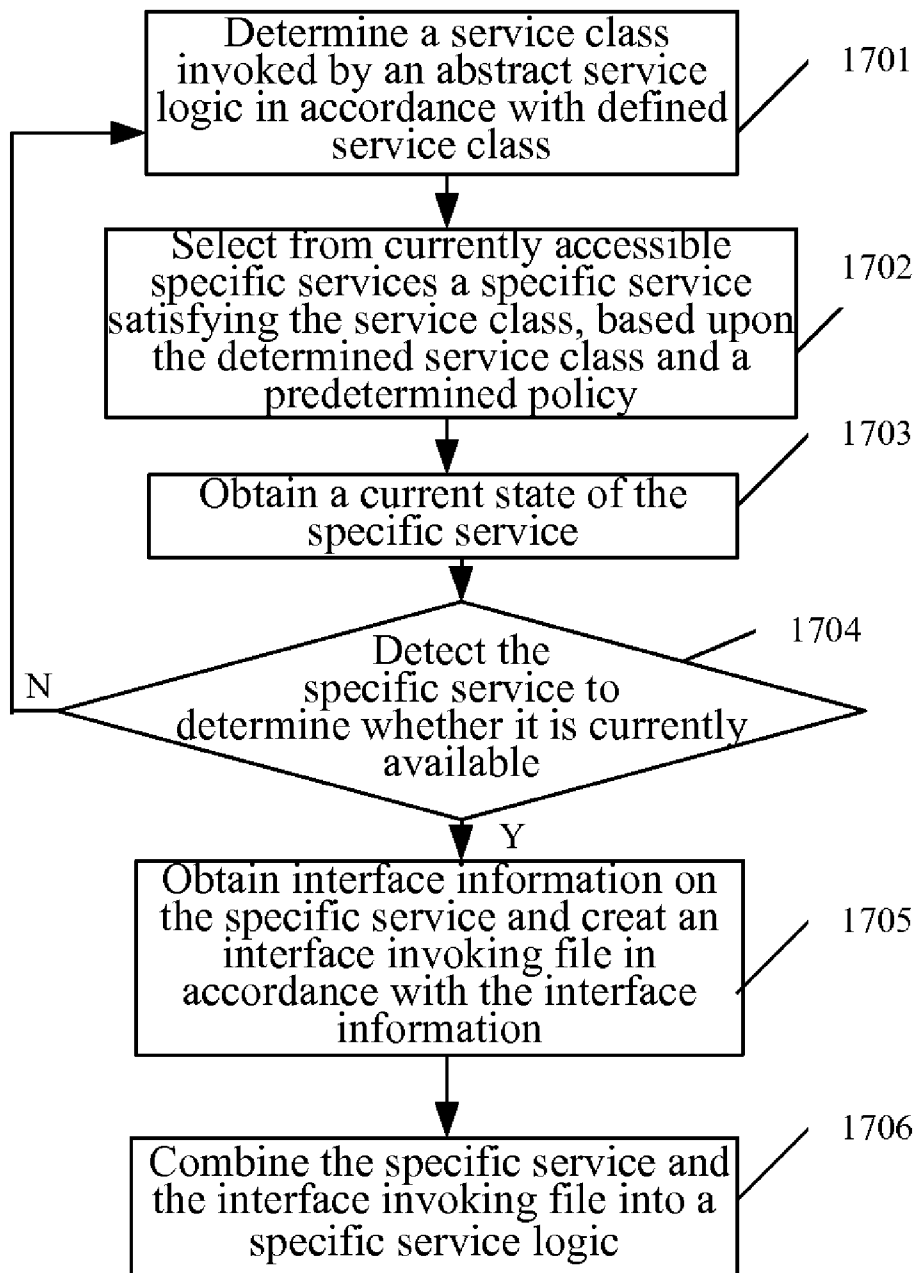 Determine a service class
invoked by an abstract service
logic in accordance with defined
service class
1701
Select from currently accessible
specific services a specific service
satisfying the service class, based upon
the determined service class and a
predetermined policy
1702
Obtain a current state of the
specific service
1703
Detect the
specific service to
determine whether it is currently
available
1704
N
Y
Obtain interface information on
the specific service and creat an
interface invoking file in
accordance with the interface
information
1705
Combine the specific service and
the interface invoking file into a
specific service logic
1706